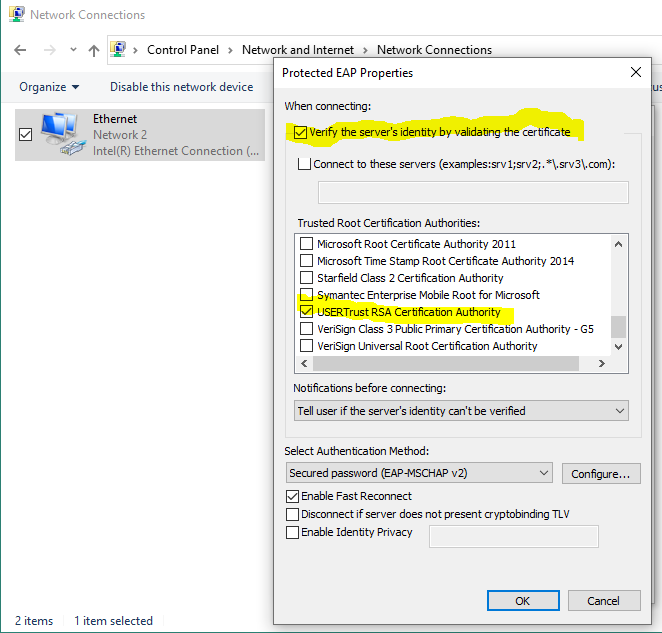 Network Connections
Control Panel > Network and Internet > Network Connections
Organize
Disable this network device
Ethernet
Network 2
Intel(R) Ethernet Connection (...
Protected EAP Properties
When connecting:
Verify the server's identity by validating the certificate
Connect to these servers (examples:srv1;srv2;.*\.srv3\.com):
Trusted Root Certification Authorities:
Microsoft Root Certificate Authority 2011
Microsoft Time Stamp Root Certificate Authority 2014
Starfield Class 2 Certification Authority
Symantec Enterprise Mobile Root for Microsoft
USERTrust RSA Certification Authority
VeriSign Class 3 Public Primary Certification Authority - G5
VeriSign Universal Root Certification Authority
Notifications before connecting:
Tell user if the server's identity can't be verified
Select Authentication Method:
Secured password (EAP-MSCHAP v2)
Configure...
Enable Fast Reconnect
Disconnect if server does not present cryptobinding TLV
Enable Identity Privacy
OK
Cancel
2 items
1 item selected